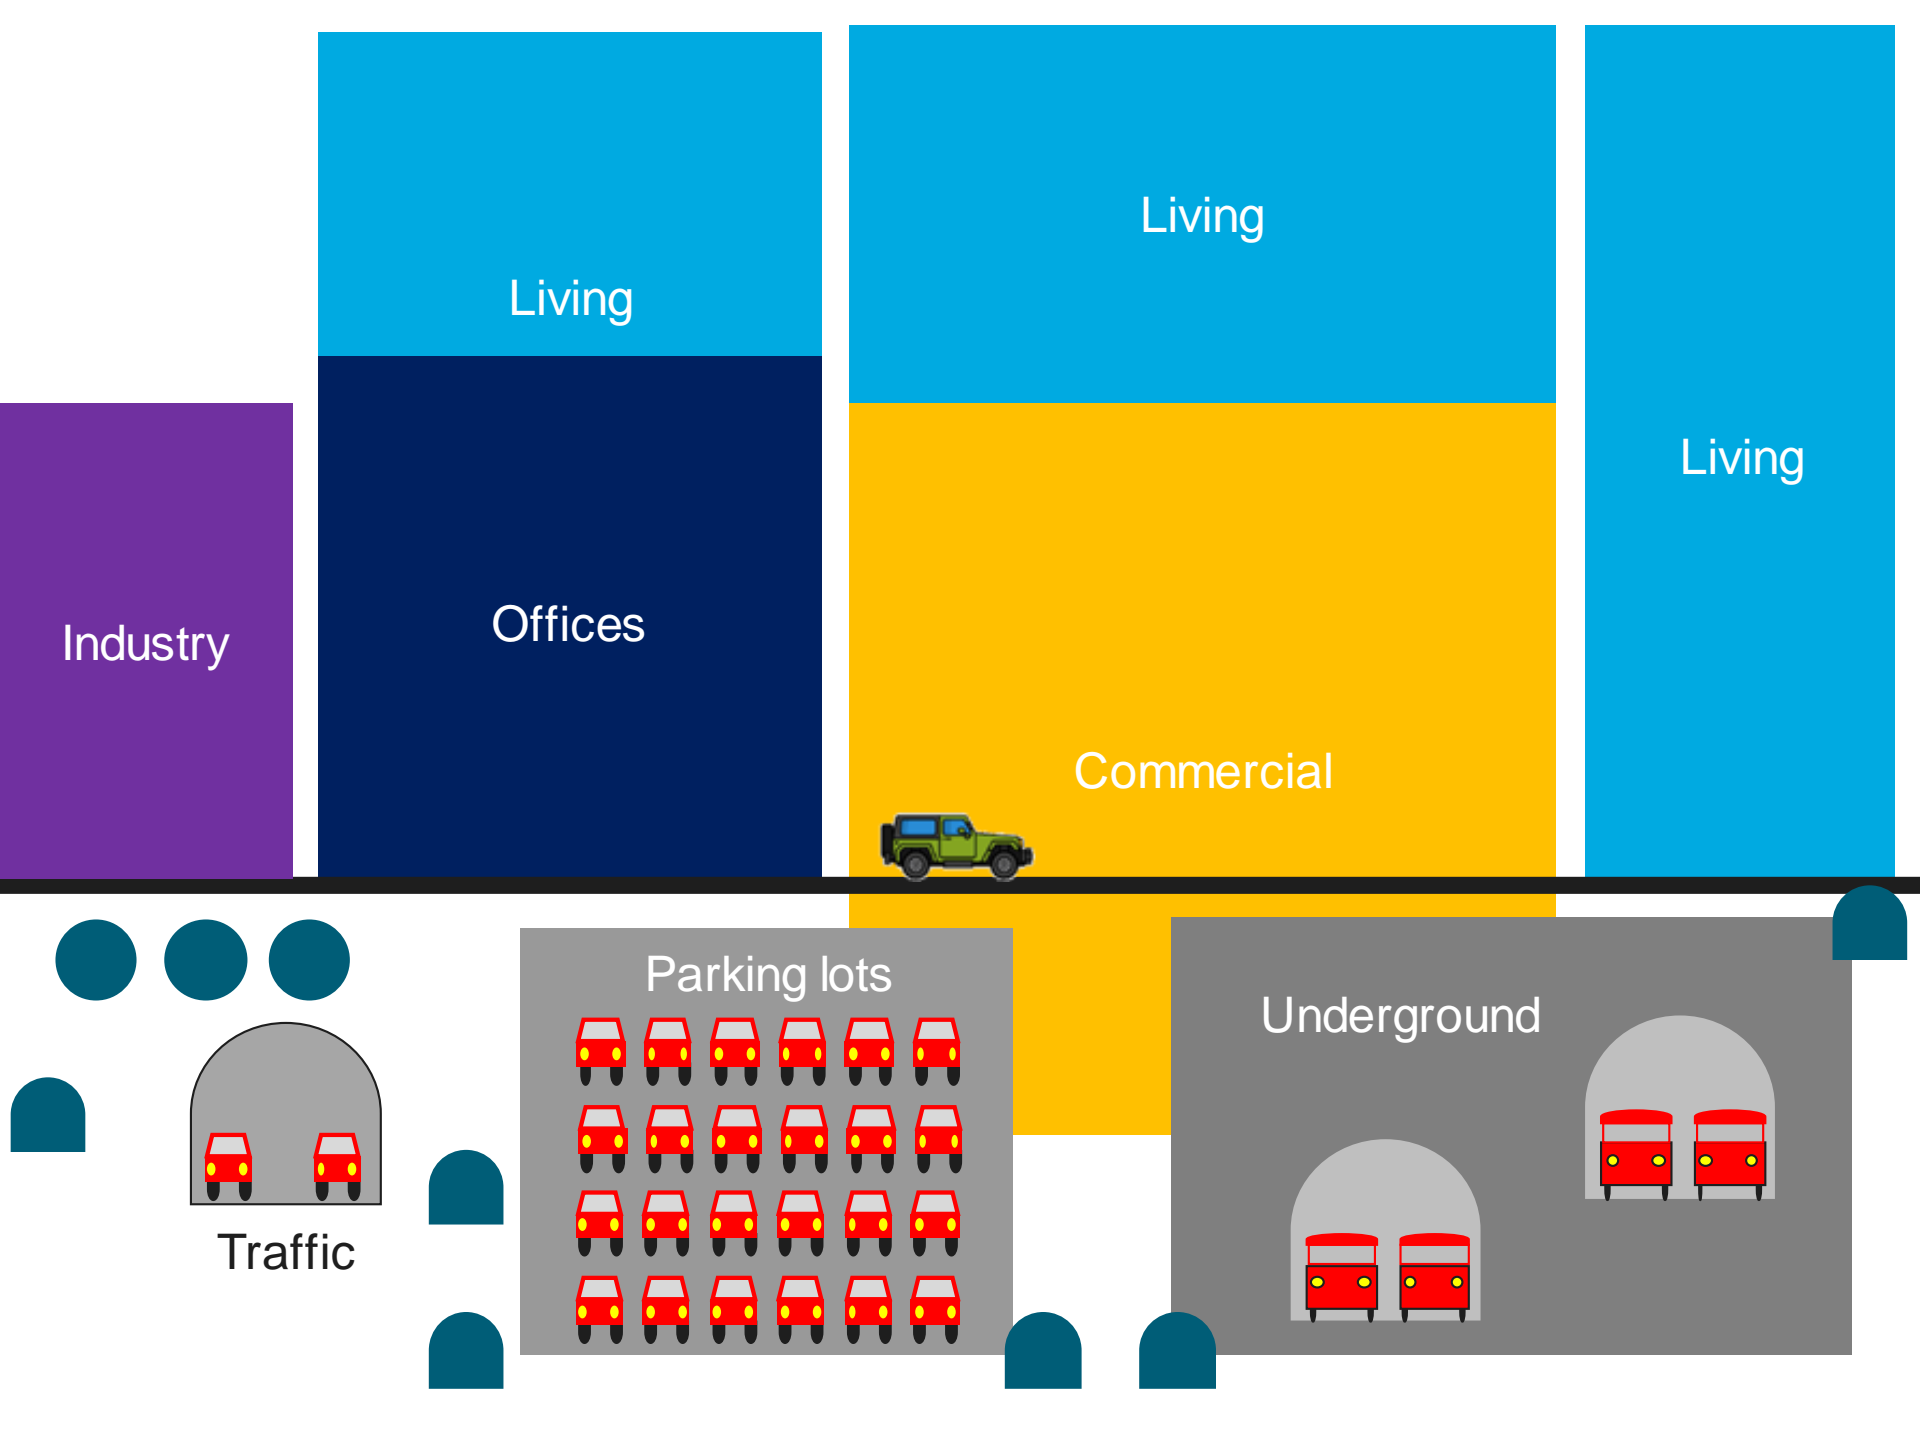 Living
Living
Living
Industry
Offices
Commercial
Parking lots
Underground
Traffic